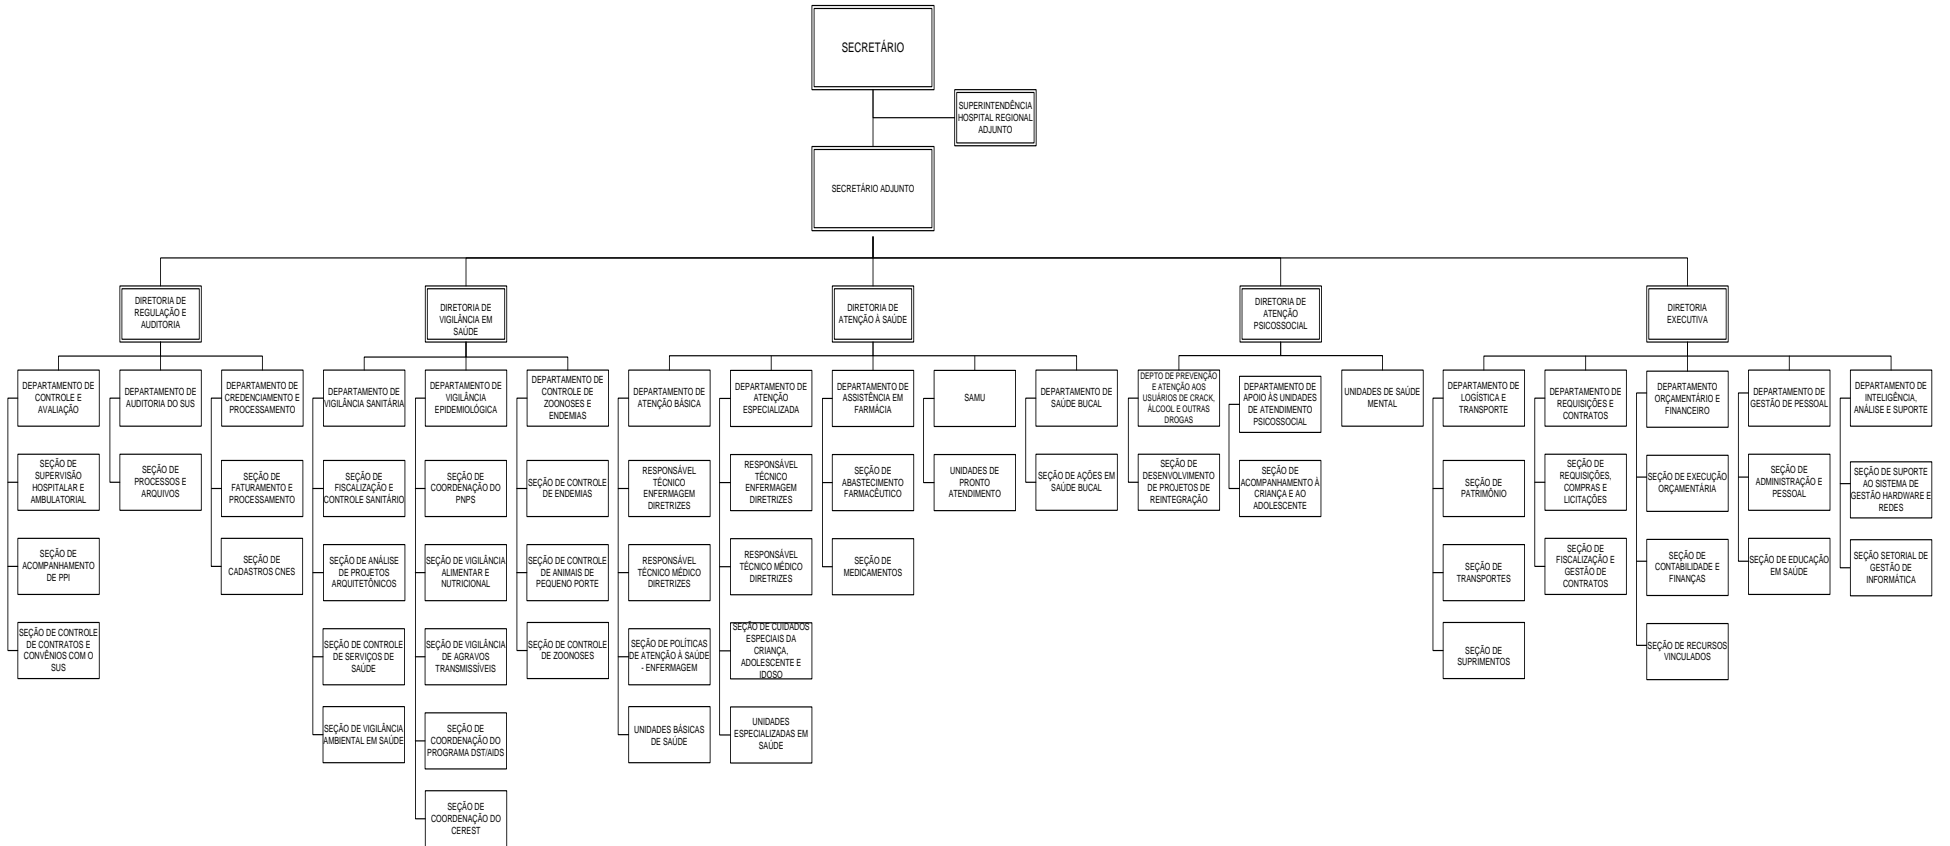 SECRETÁRIO
SUPERINTENDÊNCIA
HOSPITAL REGIONAL
ADJUNTO
SECRETÁRIO ADJUNTO
DIRETORIA DE
REGULAÇÃO E
AUDITORIA
DIRETORIA DE
VIGILÂNCIA EM
SAÚDE
DIRETORIA DE
ATENÇÃO À SAÚDE
DIRETORIA DE
ATENÇÃO
PSICOSSOCIAL
DIRETORIA
EXECUTIVA
DEPARTAMENTO DE
CONTROLE E
AVALIAÇÃO
DEPARTAMENTO DE
AUDITORIA DO SUS
DEPARTAMENTO DE
CREDENCIAMENTO E
PROCESSAMENTO
DEPARTAMENTO DE
VIGILÂNCIA SANITÁRIA
DEPARTAMENTO DE
VIGILÂNCIA
EPIDEMIOLÓGICA
DEPARTAMENTO DE
CONTROLE DE
ZOONOSES E
ENDEMIAS
DEPARTAMENTO DE
ATENÇÃO BÁSICA
DEPARTAMENTO DE
ATENÇÃO
ESPECIALIZADA
DEPARTAMENTO DE
ASSISTÊNCIA EM
FARMÁCIA
SAMU
DEPARTAMENTO DE
SAÚDE BUCAL
DEPTO DE PREVENÇÃO
E ATENÇÃO AOS
USUÁRIOS DE CRACK,
ÁLCOOL E OUTRAS
DROGAS
DEPARTAMENTO DE
APOIO ÀS UNIDADES
DE ATENDIMENTO
PSICOSSOCIAL
UNIDADES DE SAÚDE
MENTAL
DEPARTAMENTO DE
LOGÍSTICA E
TRANSPORTE
DEPARTAMENTO DE
REQUISIÇÕES E
CONTRATOS
DEPARTAMENTO
ORÇAMENTÁRIO E
FINANCEIRO
DEPARTAMENTO DE
GESTÃO DE PESSOAL
DEPARTAMENTO DE
INTELIGÊNCIA,
ANÁLISE E SUPORTE
SEÇÃO DE
SUPERVISÃO
HOSPITALAR E
AMBULATORIAL
SEÇÃO DE
PROCESSOS E
ARQUIVOS
SEÇÃO DE
FATURAMENTO E
PROCESSAMENTO
SEÇÃO DE
FISCALIZAÇÃO E
CONTROLE SANITÁRIO
SEÇÃO DE
COORDENAÇÃO DO
PNPS
SEÇÃO DE CONTROLE
DE ENDEMIAS
RESPONSÁVEL
TÉCNICO
ENFERMAGEM
DIRETRIZES
RESPONSÁVEL
TÉCNICO
ENFERMAGEM
DIRETRIZES
SEÇÃO DE
ABASTECIMENTO
FARMACÊUTICO
UNIDADES DE
PRONTO
ATENDIMENTO
SEÇÃO DE AÇÕES EM
SAÚDE BUCAL
SEÇÃO DE
DESENVOLVIMENTO
DE PROJETOS DE
REINTEGRAÇÃO
SEÇÃO DE
ACOMPANHAMENTO À
CRIANÇA E AO
ADOLESCENTE
SEÇÃO DE
PATRIMÔNIO
SEÇÃO DE
REQUISIÇÕES,
COMPRAS E
LICITAÇÕES
SEÇÃO DE EXECUÇÃO
ORÇAMENTÁRIA
SEÇÃO DE
ADMINISTRAÇÃO E
PESSOAL
SEÇÃO DE SUPORTE
AO SISTEMA DE
GESTÃO HARDWARE E
REDES
SEÇÃO DE
ACOMPANHAMENTO
DE PPI
SEÇÃO DE
CADASTROS CNES
SEÇÃO DE ANÁLISE
DE PROJETOS
ARQUITETÔNICOS
SEÇÃO DE VIGILÂNCIA
ALIMENTAR E
NUTRICIONAL
SEÇÃO DE CONTROLE
DE ANIMAIS DE
PEQUENO PORTE
RESPONSÁVEL
TÉCNICO MÉDICO
DIRETRIZES
RESPONSÁVEL
TÉCNICO MÉDICO
DIRETRIZES
SEÇÃO DE
MEDICAMENTOS
SEÇÃO DE
TRANSPORTES
SEÇÃO DE
FISCALIZAÇÃO E
GESTÃO DE
CONTRATOS
SEÇÃO DE
CONTABILIDADE E
FINANÇAS
SEÇÃO DE EDUCAÇÃO
EM SAÚDE
SEÇÃO SETORIAL DE
GESTÃO DE
INFORMÁTICA
SEÇÃO DE CONTROLE
DE CONTRATOS E
CONVÊNIOS COM O
SUS
SEÇÃO DE CONTROLE
DE SERVIÇOS DE
SAÚDE
SEÇÃO DE VIGILÂNCIA
DE AGRAVOS
TRANSMISSÍVEIS
SEÇÃO DE CONTROLE
DE ZOONOSES
SEÇÃO DE POLÍTICAS
DE ATENÇÃO À SAÚDE
- ENFERMAGEM
SEÇÃO DE CUIDADOS
ESPECIAIS DA
CRIANÇA,
ADOLESCENTE E
IDOSO
SEÇÃO DE
SUPRIMENTOS
SEÇÃO DE RECURSOS
VINCULADOS
SEÇÃO DE VIGILÂNCIA
AMBIENTAL EM SAÚDE
SEÇÃO DE
COORDENAÇÃO DO
PROGRAMA DST/AIDS
UNIDADES BÁSICAS
DE SAÚDE
UNIDADES
ESPECIALIZADAS EM
SAÚDE
SEÇÃO DE
COORDENAÇÃO DO
CEREST